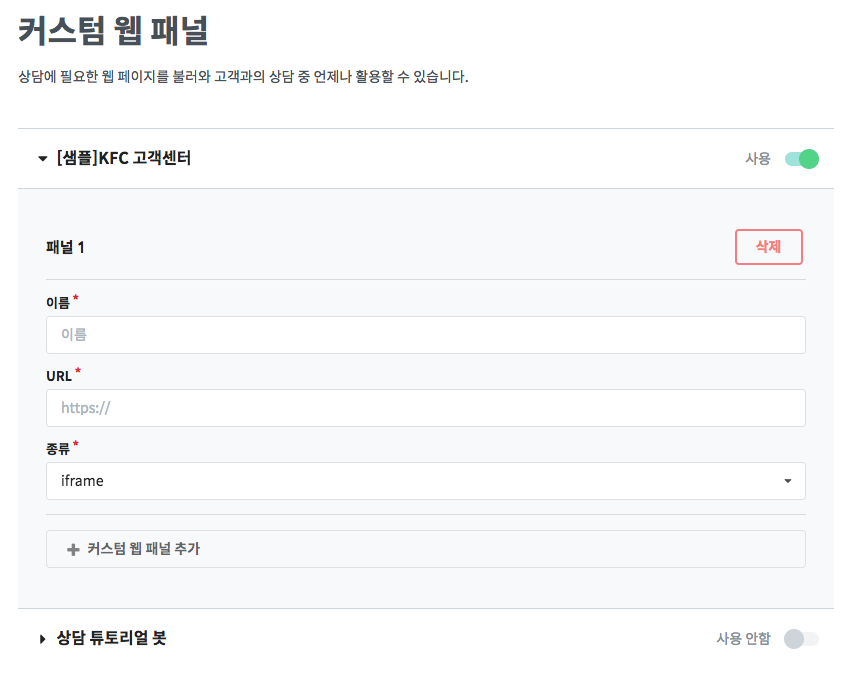 커스텀 웹 패널
상담에 필요한 웹 페이지를 불러와 고객과의 상담 중 언제나 활용할 수 있습니다.
[샘플]KFC 고객센터
사용
패널 1
삭제
이름*
이름
URL*
https://
종류*
iframe
+ 커스텀 웹 패널 추가
상담 튜토리얼 봇
사용 안함